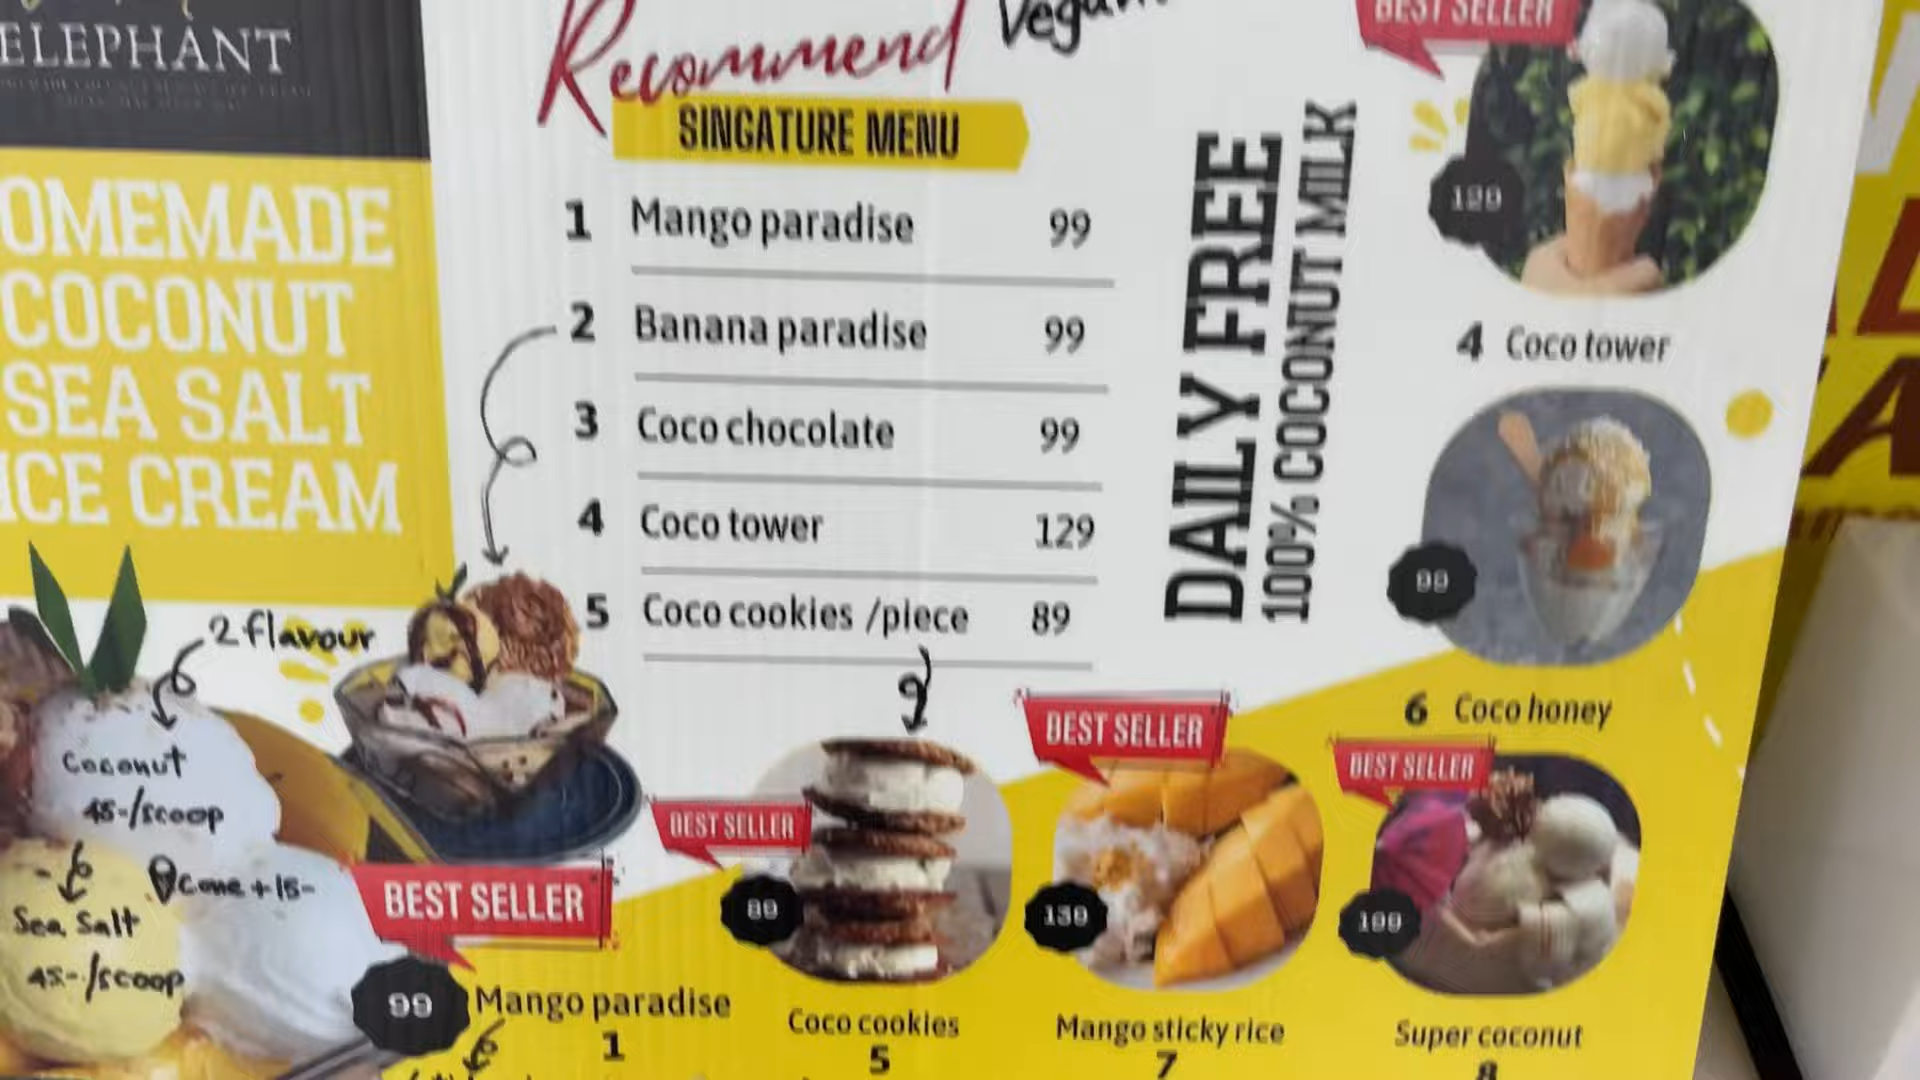 ELEPHANT
OMEMADE
COCONUT
SEA SALT
ICE CREAM
Recommend
Vegan
SINGATURE MENU
1 Mango paradise 99
2 Banana paradise 99
3 Coco chocolate 99
4 Coco tower 129
5 Coco cookies /piece 89
DAILY FREE
100% COCONUT MILK
BEST SELLER
129
4 Coco tower
99
6 Coco honey
2 flavour
Coconut
45-/scoop
Cone +15-
Sea Salt
45-/scoop
BEST SELLER
99
Mango paradise
1
BEST SELLER
89
Coco cookies
5
BEST SELLER
139
Mango sticky rice
7
BEST SELLER
199
Super coconut
8